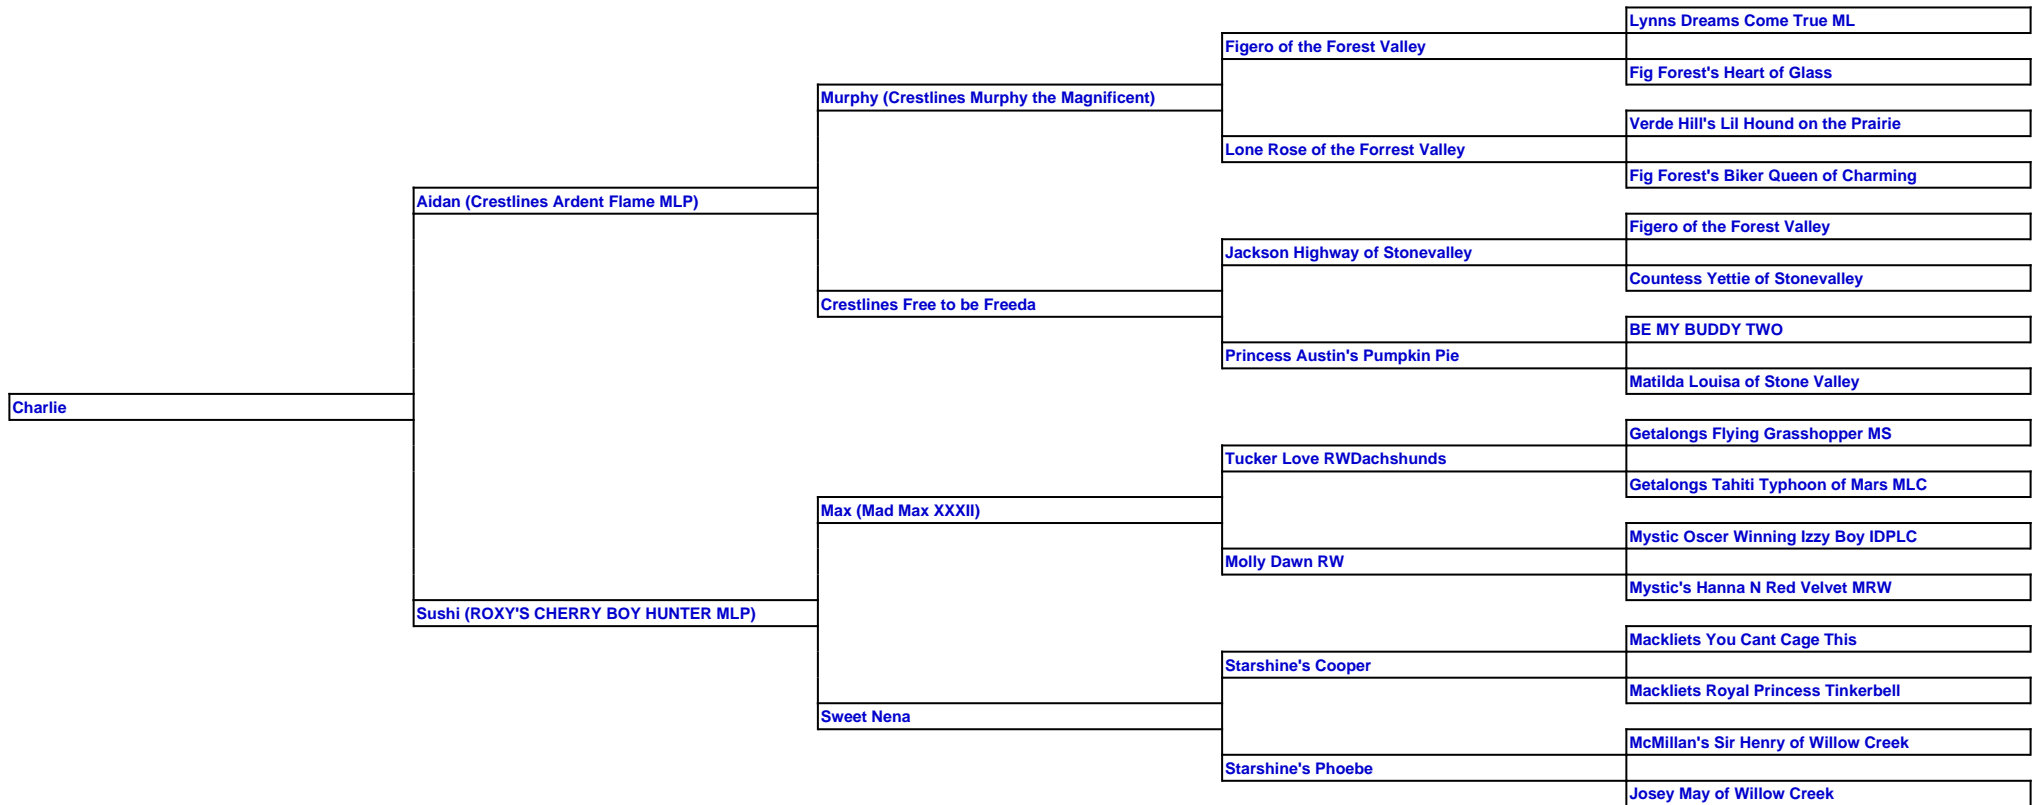 Lynns Dreams Come True ML
Figero of the Forest Valley
Fig Forest's Heart of Glass
Murphy (Crestlines Murphy the Magnificent)
Verde Hill's Lil Hound on the Prairie
Lone Rose of the Forrest Valley
Fig Forest's Biker Queen of Charming
Aidan (Crestlines Ardent Flame MLP)
Figero of the Forest Valley
Jackson Highway of Stonevalley
Countess Yettie of Stonevalley
Crestlines Free to be Freeda
BE MY BUDDY TWO
Princess Austin's Pumpkin Pie
Matilda Louisa of Stone Valley
Charlie
Getalongs Flying Grasshopper MS
Tucker Love RWDachshunds
Getalongs Tahiti Typhoon of Mars MLC
Max (Mad Max XXXII)
Mystic Oscer Winning Izzy Boy IDPLC
Molly Dawn RW
Mystic's Hanna N Red Velvet MRW
Sushi (ROXY'S CHERRY BOY HUNTER MLP)
Mackliets You Cant Cage This
Starshine's Cooper
Mackliets Royal Princess Tinkerbell
Sweet Nena
McMillan's Sir Henry of Willow Creek
Starshine's Phoebe
Josey May of Willow Creek